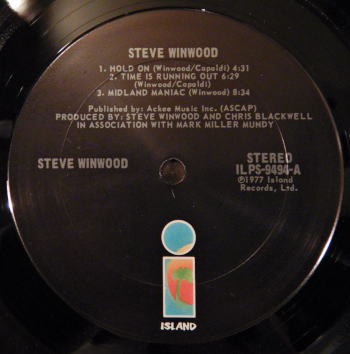 STEVE WINWOOD
1. HOLD ON (Winwood/Capaldi) 4:31
2. TIME IS RUNNING OUT 6:29
(Winwood/Capaldi)
3. MIDLAND MANIAC (Winwood) 8:34
Published by: Ackee Music Inc. (ASCAP)
PRODUCED BY: STEVE WINWOOD AND CHRIS BLACKWELL
IN ASSOCIATION WITH MARK MILLER MUNDY
STEVE WINWOOD
STEREO
ILPS-9494-A
Ⓟ1977 Island
Records, Ltd.
ISLAND